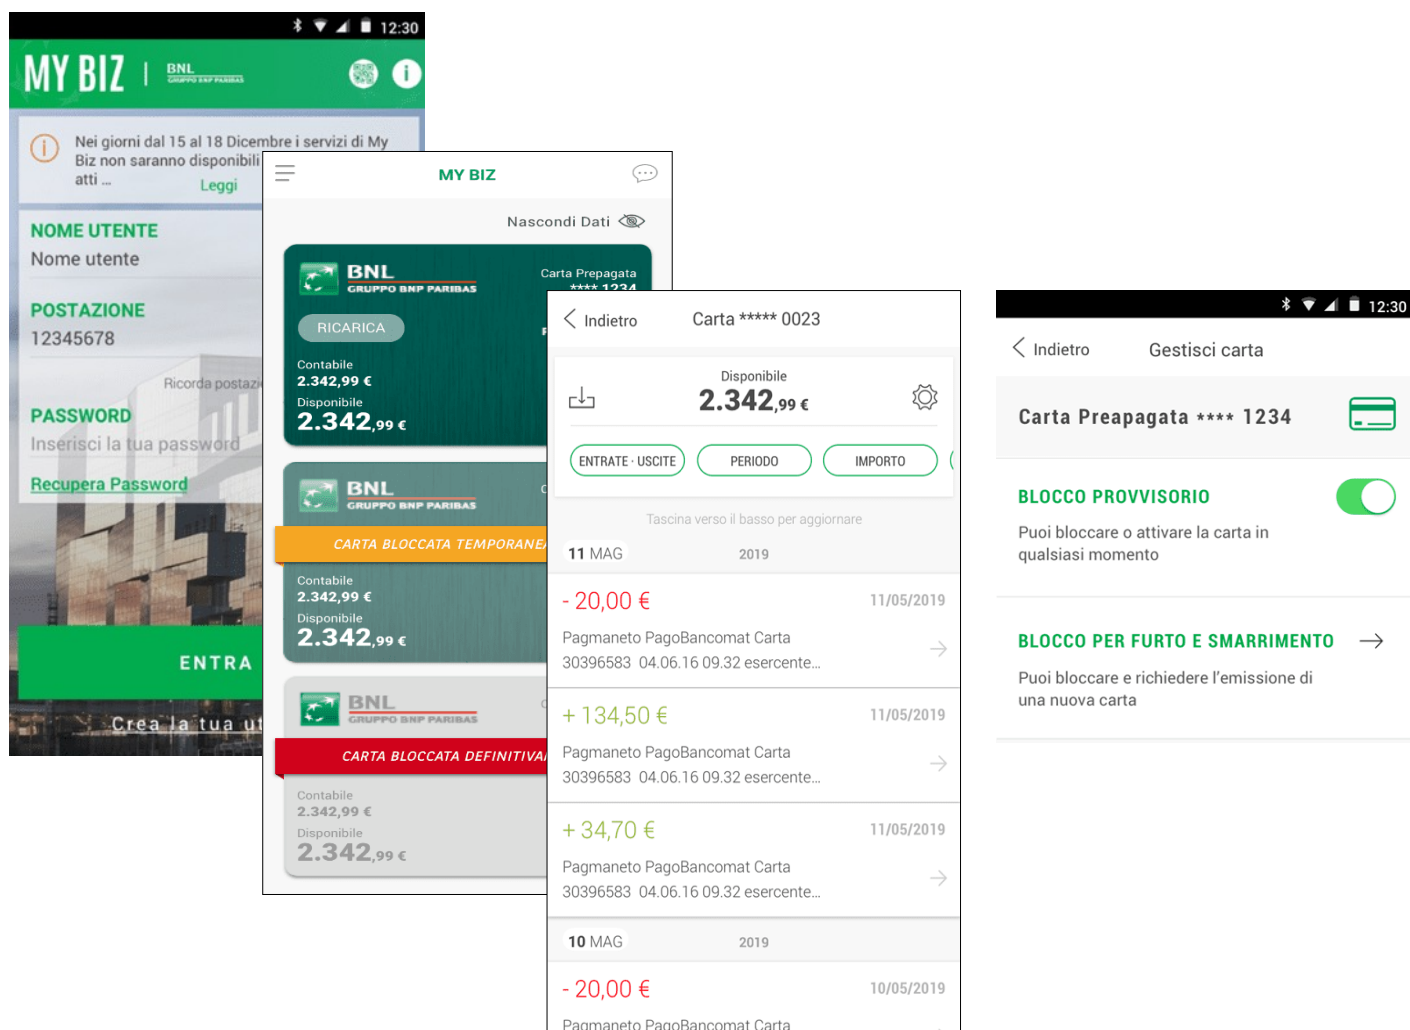 12:30
MY BIZ
BNL
GRUPPO BNP PARIBAS
Nei giorni dal 15 al 18 Dicembre i servizi di My
Biz non saranno disponibili
atti ...
Leggi
NOME UTENTE
Nome utente
POSTAZIONE
12345678
Ricorda postazi
PASSWORD
Inserisci la tua password
Recupera Password
ENTRA
Crea la tua ut
MY BIZ
Nascondi Dati
BNL
GRUPPO BNP PARIBAS
Carta Prepagata
**** 1234
RICARICA
Contabile
2.342,99 €
Disponibile
2.342,99 €
BNL
GRUPPO BNP PARIBAS
CARTA BLOCCATA TEMPORANEA
Contabile
2.342,99 €
Disponibile
2.342,99 €
BNL
GRUPPO BNP PARIBAS
CARTA BLOCCATA DEFINITIVA
Contabile
2.342,99 €
Disponibile
2.342,99 €
Indietro
Carta ***** 0023
Disponibile
2.342,99 €
ENTRATE · USCITE
PERIODO
IMPORTO
Tascina verso il basso per aggiornare
11 MAG
2019
- 20,00 €
11/05/2019
Pagmaneto PagoBancomat Carta
30396583 04.06.16 09.32 esercente...
+ 134,50 €
11/05/2019
Pagmaneto PagoBancomat Carta
30396583 04.06.16 09.32 esercente...
+ 34,70 €
11/05/2019
Pagmaneto PagoBancomat Carta
30396583 04.06.16 09.32 esercente...
10 MAG
2019
- 20,00 €
10/05/2019
Pagmaneto PagoBancomat Carta
12:30
Indietro
Gestisci carta
Carta Preapagata **** 1234
BLOCCO PROVVISORIO
Puoi bloccare o attivare la carta in
qualsiasi momento
BLOCCO PER FURTO E SMARRIMENTO
Puoi bloccare e richiedere l'emissione di
una nuova carta